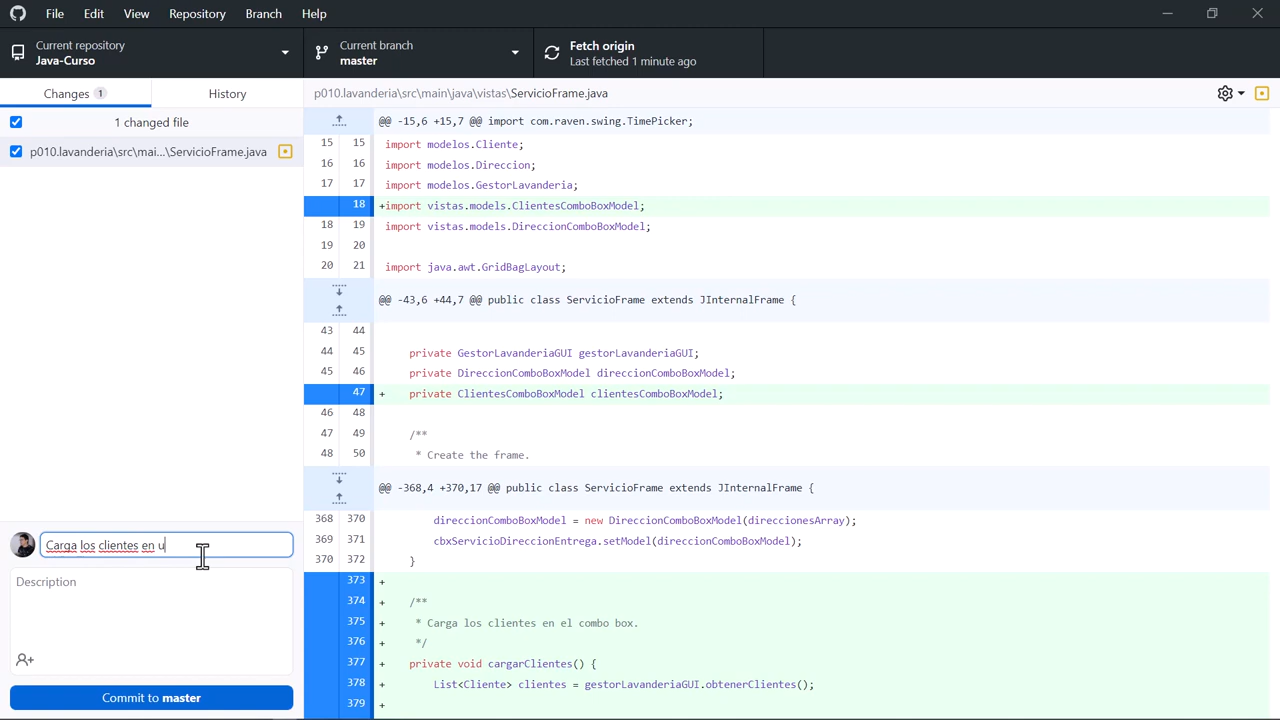 File Edit View Repository Branch Help
Current repository
Java-Curso
Current branch
master
Fetch origin
Last fetched 1 minute ago
Changes 1
History
p010.lavanderia\src\main\java\vistas\ServicioFrame.java
1 changed file
p010.lavanderia\src\mai...\ServicioFrame.java
@@ -15,6 +15,7 @@ import com.raven.swing.TimePicker;
15 15 import modelos.Cliente;
16 16 import modelos.Direccion;
17 17 import modelos.GestorLavanderia;
18 +import vistas.models.ClientesComboBoxModel;
18 19 import vistas.models.DireccionComboBoxModel;
19 20
20 21 import java.awt.GridBagLayout;
@@ -43,6 +44,7 @@ public class ServicioFrame extends JInternalFrame {
43 44
44 45 private GestorLavanderiaGUI gestorLavanderiaGUI;
45 46 private DireccionComboBoxModel direccionComboBoxModel;
47 + private ClientesComboBoxModel clientesComboBoxModel;
46 48
47 49 /**
48 50 * Create the frame.
@@ -368,4 +370,17 @@ public class ServicioFrame extends JInternalFrame {
368 370 direccionComboBoxModel = new DireccionComboBoxModel(direccionesArray);
369 371 cbxServicioDireccionEntrega.setModel(direccionComboBoxModel);
370 372 }
373 +
374 + /**
375 + * Carga los clientes en el combo box.
376 + */
377 + private void cargarClientes() {
378 + List<Cliente> clientes = gestorLavanderiaGUI.obtenerClientes();
379 +
Carga los clientes en u
Description
Commit to master